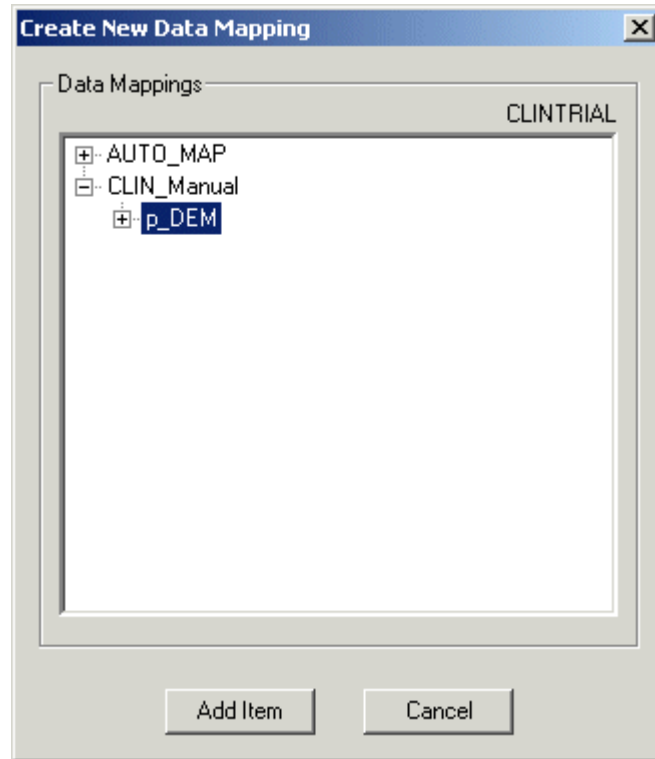 Create New Data Mapping
Data Mappings
CLINTRIAL
AUTO_MAP
CLIN_Manual
p_DEM
Add Item Cancel